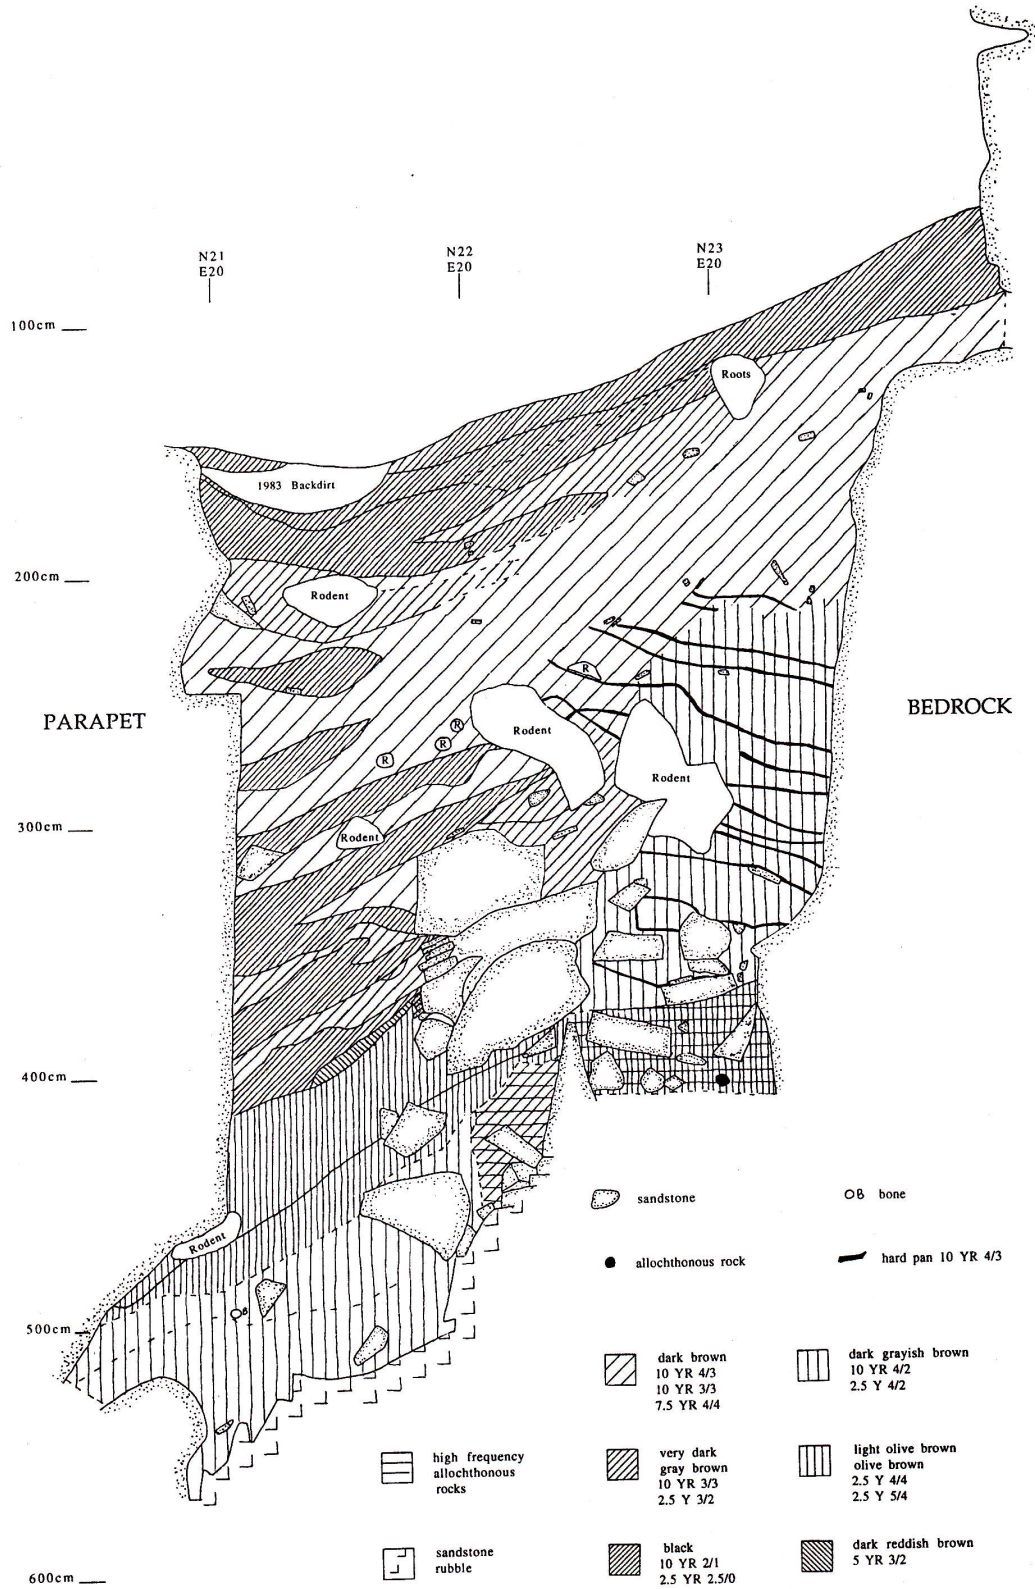 N21
E20
N22
E20
N23
E20
100cm
Roots
1983 Backdirt
200cm
Rodent
R
PARAPET
BEDROCK
R
R
R
Rodent
Rodent
300cm
Rodent
400cm
sandstone
bone
allochthonous rock
hard pan 10 YR 4/3
Rodent
B
500cm
dark brown
10 YR 4/3
10 YR 3/3
7.5 YR 4/4
dark grayish brown
10 YR 4/2
2.5 Y 4/2
high frequency
allochthonous
rocks
very dark
gray brown
10 YR 3/3
2.5 Y 3/2
light olive brown
olive brown
2.5 Y 4/4
2.5 Y 5/4
sandstone
rubble
black
10 YR 2/1
2.5 YR 2.5/0
dark reddish brown
5 YR 3/2
600cm